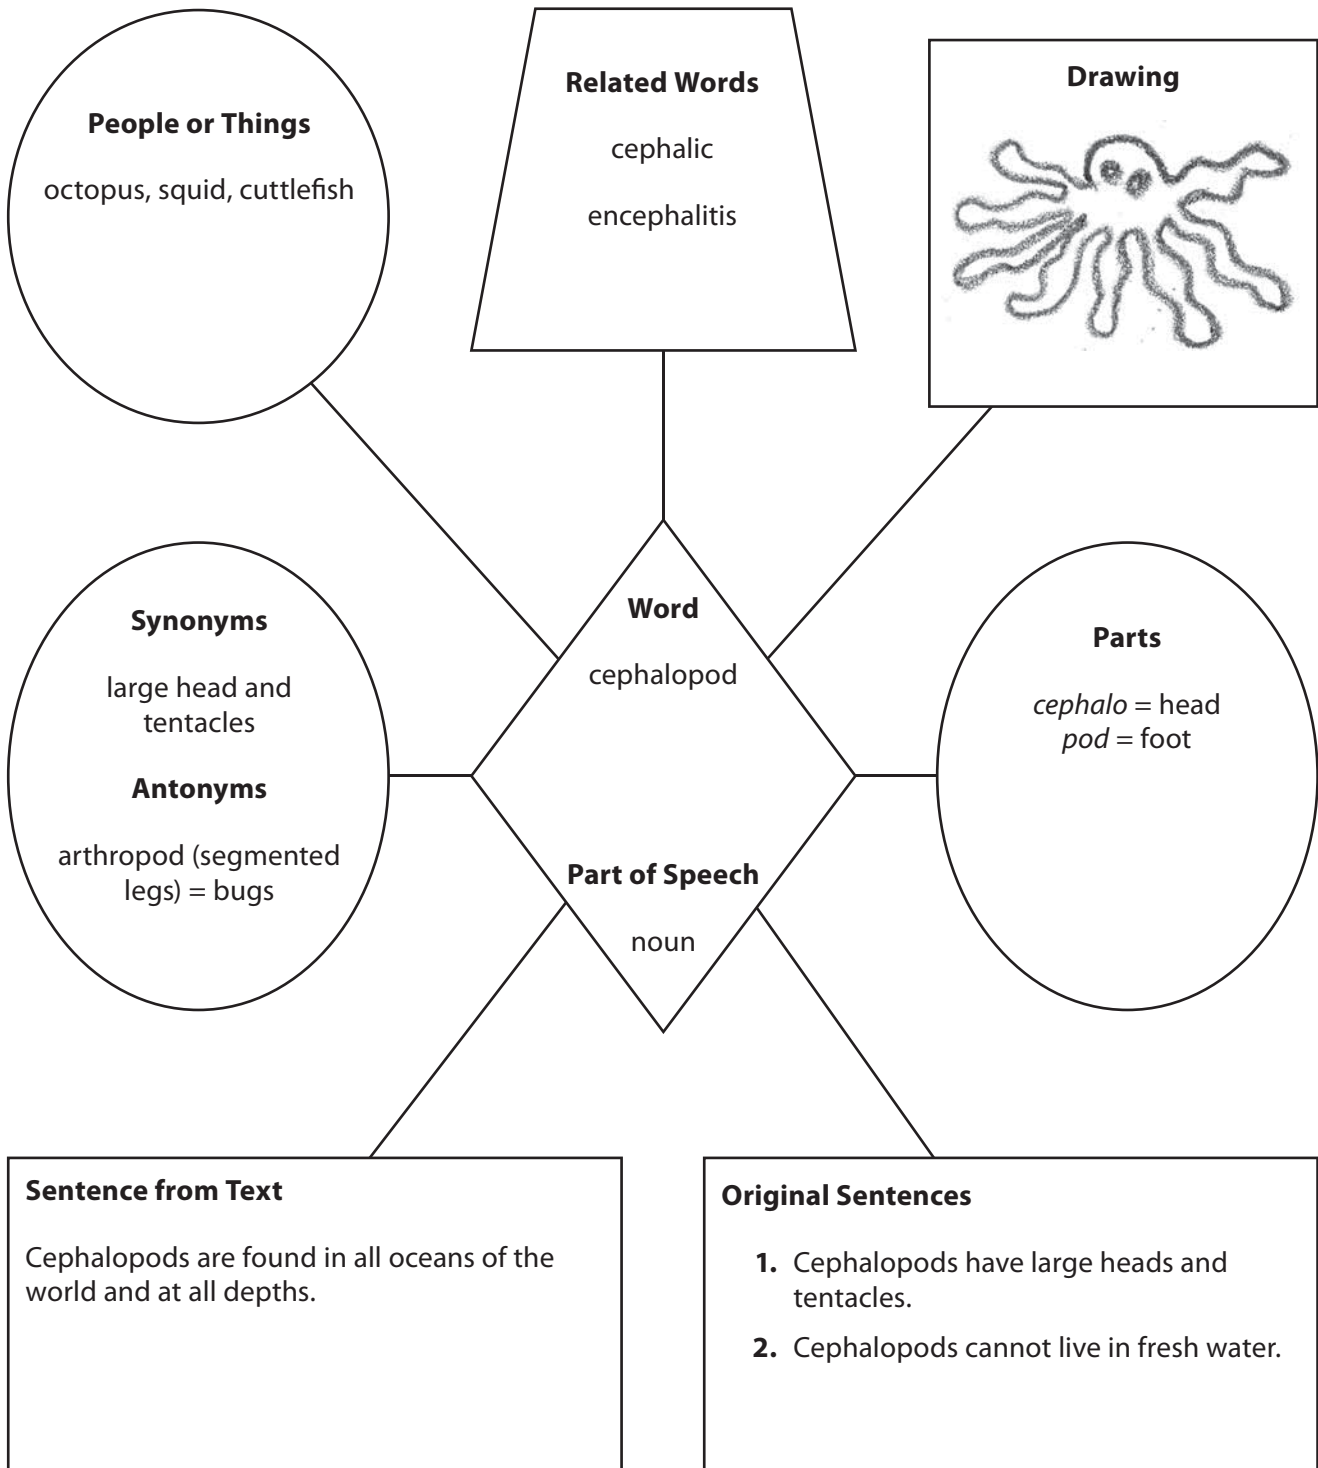 People or Things
octopus, squid, cuttlefish
Related Words
cephalic
encephalitis
Drawing
Synonyms
large head and
tentacles
Antonyms
arthropod (segmented
legs) = bugs
Word
cephalopod
Part of Speech
noun
Parts
cephalo = head
pod = foot
Sentence from Text
Cephalopods are found in all oceans of the
world and at all depths.
Original Sentences
1. Cephalopods have large heads and
tentacles.
2. Cephalopods cannot live in fresh water.